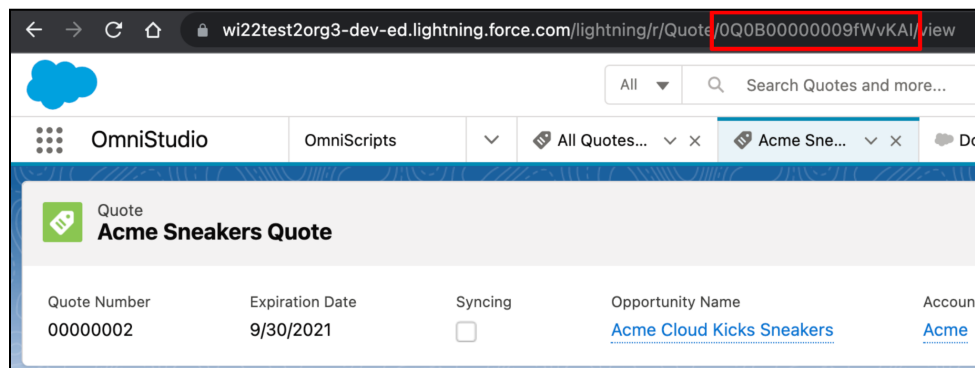 wi22test2org3-dev-ed.lightning.force.com/lightning/r/Quote/0Q0B00000009fWvKAI/view
All Search Quotes and more...
OmniStudio OmniScripts All Quotes... Acme Sne... Do
Quote
Acme Sneakers Quote
Quote Number Expiration Date Syncing Opportunity Name Accoun
00000002 9/30/2021 Acme Cloud Kicks Sneakers Acme